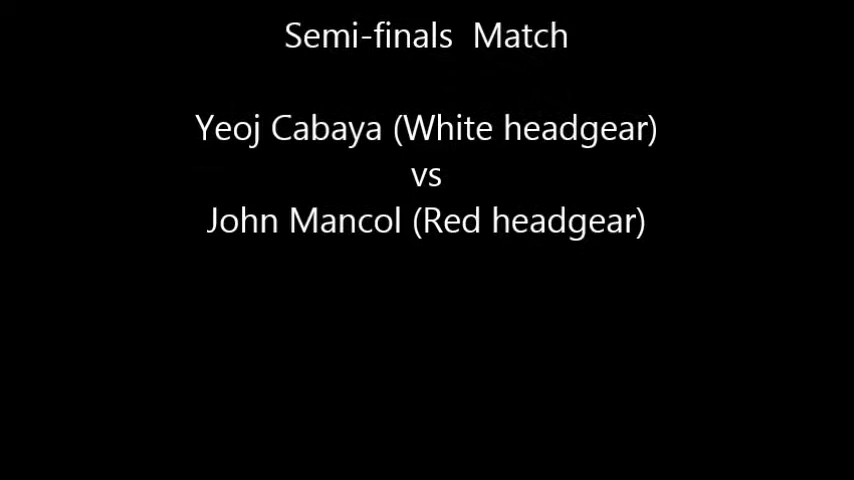 Semi-finals  Match
Yeoj Cabaya (White headgear)
vs
John Mancol (Red headgear)